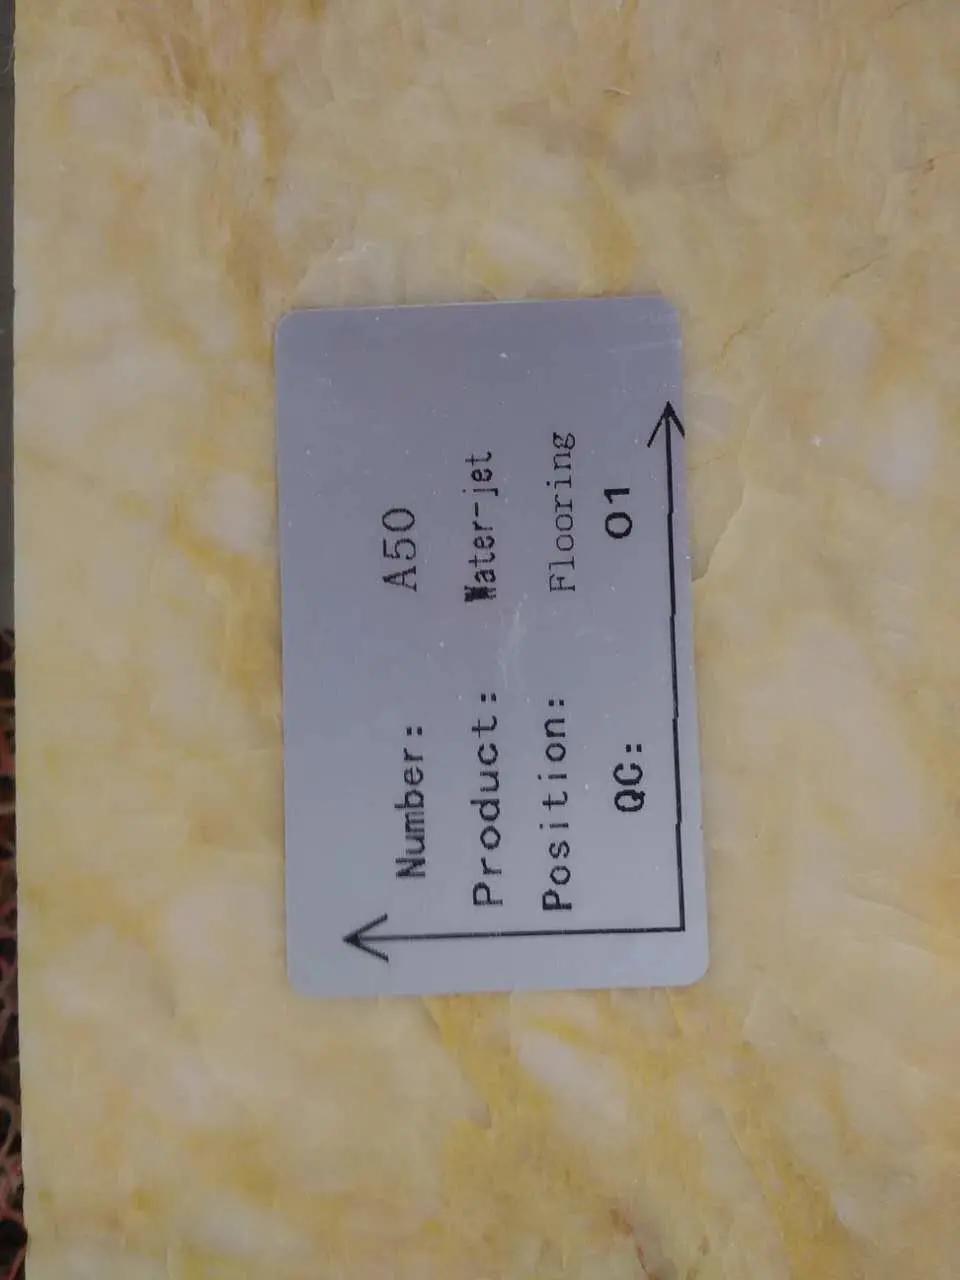 Number: A50
Product: Water-jet
Position: Flooring
QC: 01